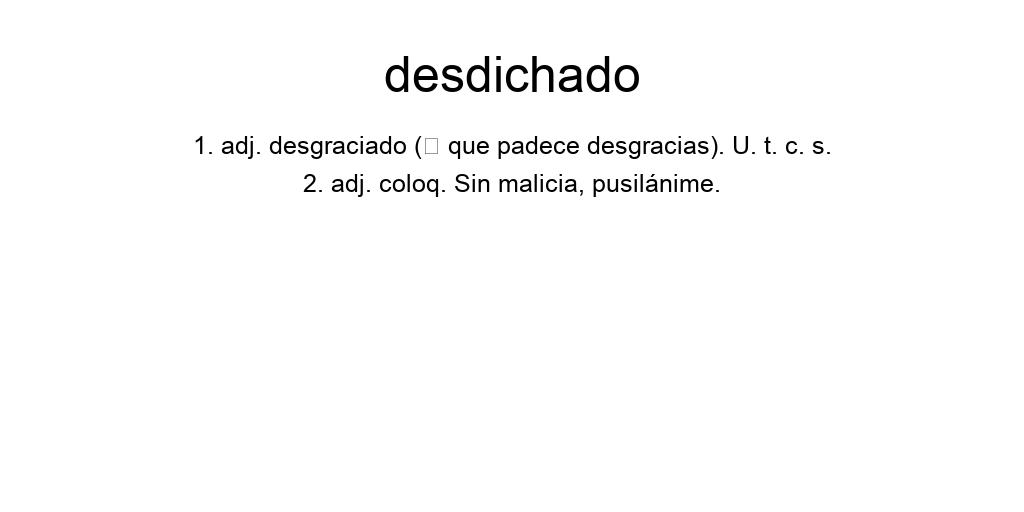 desdichado
1. adj. desgraciado (▯ que padece desgracias). U. t. c. s.
2. adj. coloq. Sin malicia, pusilánime.